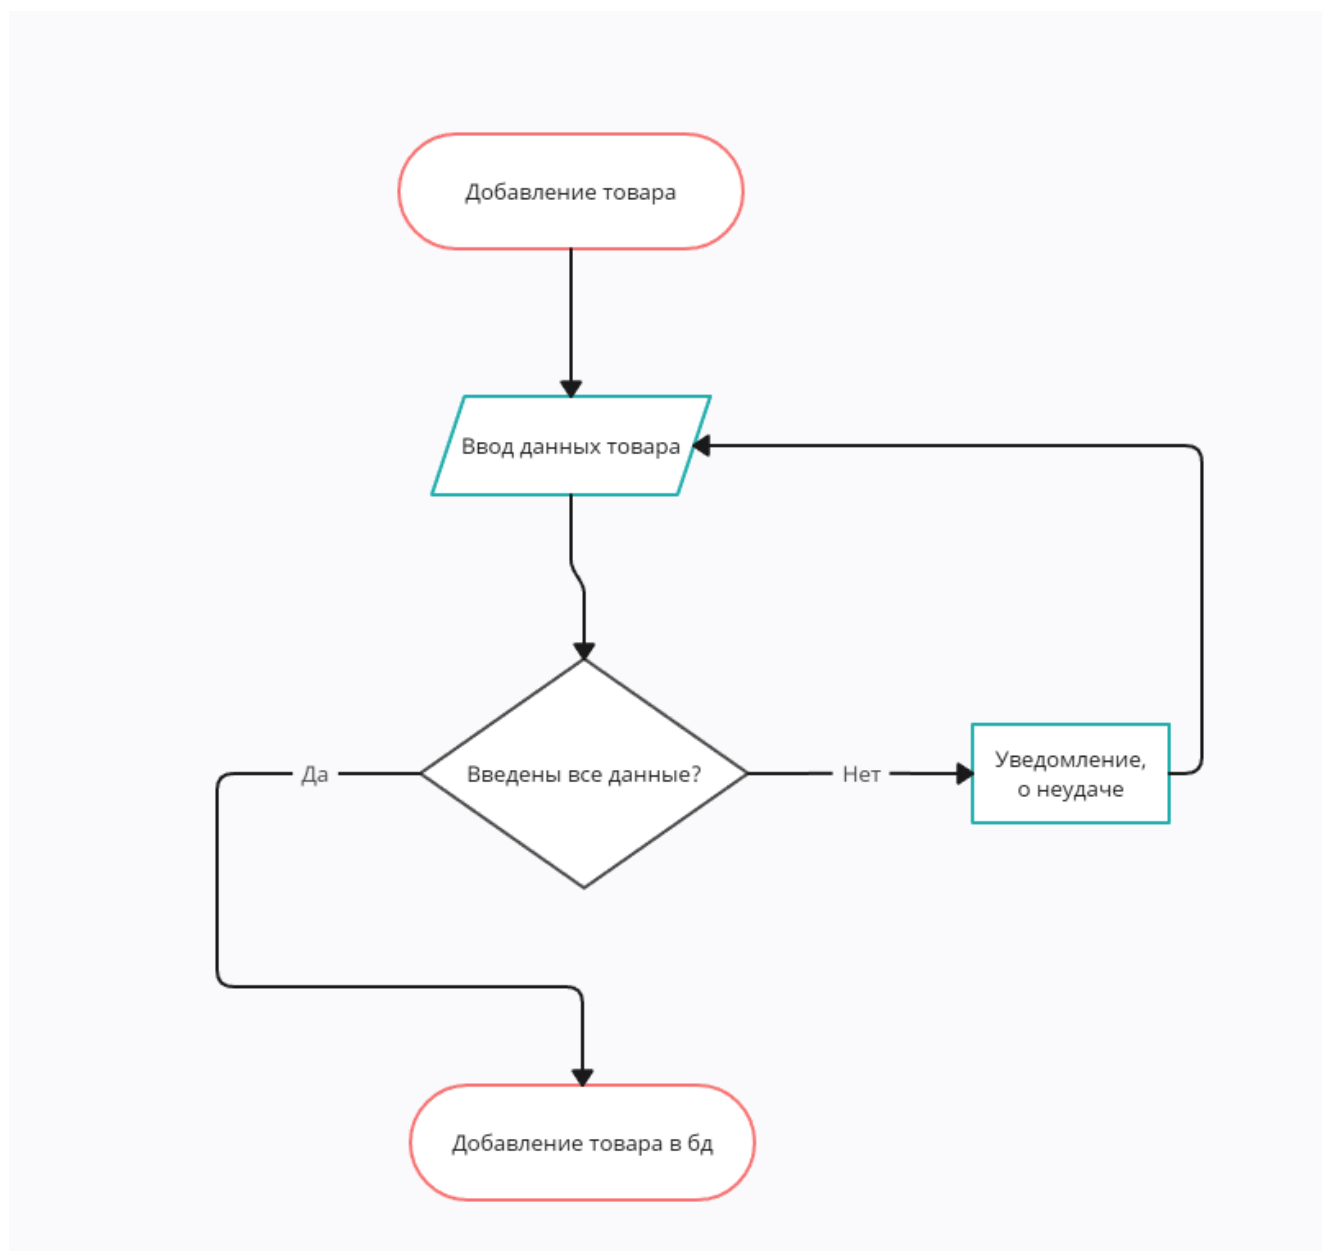 Добавление товара
Ввод данных товара
Введены все данные?
Да
Нет
Уведомление,
о неудаче
Добавление товара в бд